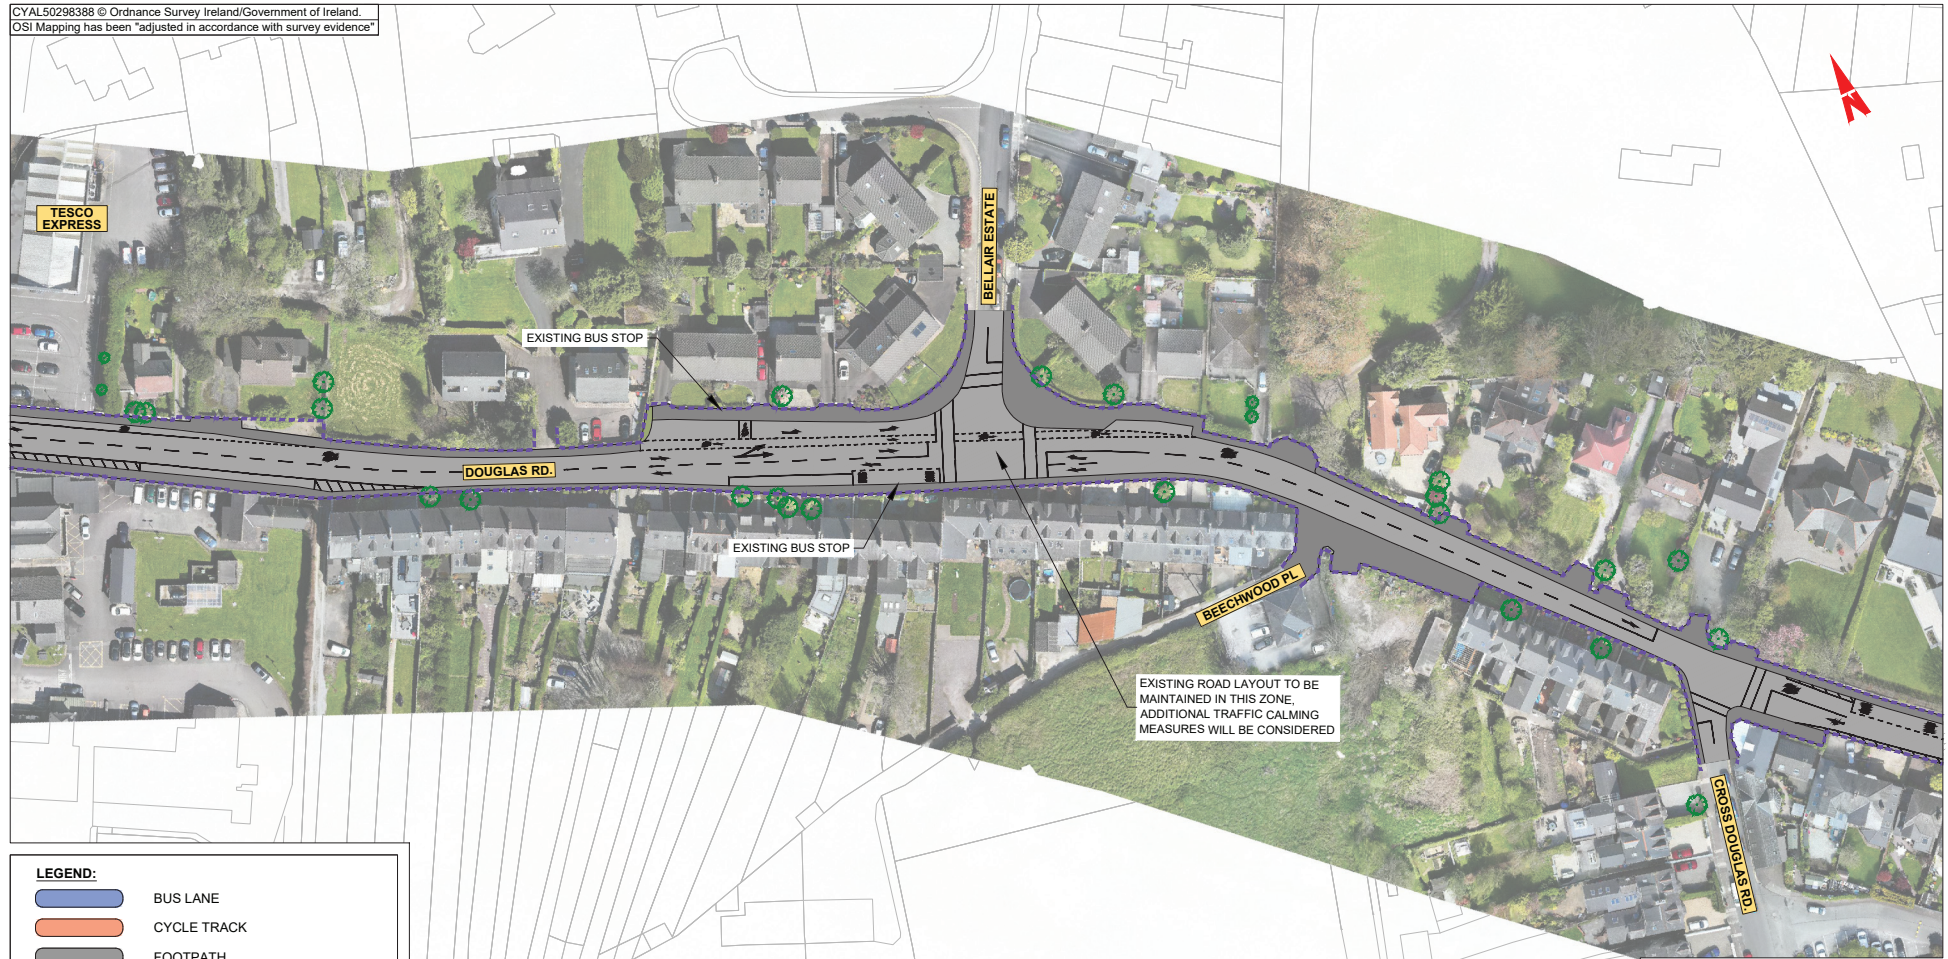 CYAL50298388 © Ordnance Survey Ireland/Government of Ireland.
OSI Mapping has been "adjusted in accordance with survey evidence"
N
TESCO
EXPRESS
BELLAIR ESTATE
EXISTING BUS STOP
DOUGLAS RD.
EXISTING BUS STOP
BEECHWOOD PL
EXISTING ROAD LAYOUT TO BE
MAINTAINED IN THIS ZONE,
ADDITIONAL TRAFFIC CALMING
MEASURES WILL BE CONSIDERED
CROSS DOUGLAS RD.
LEGEND:
BUS LANE
CYCLE TRACK
FOOTPATH